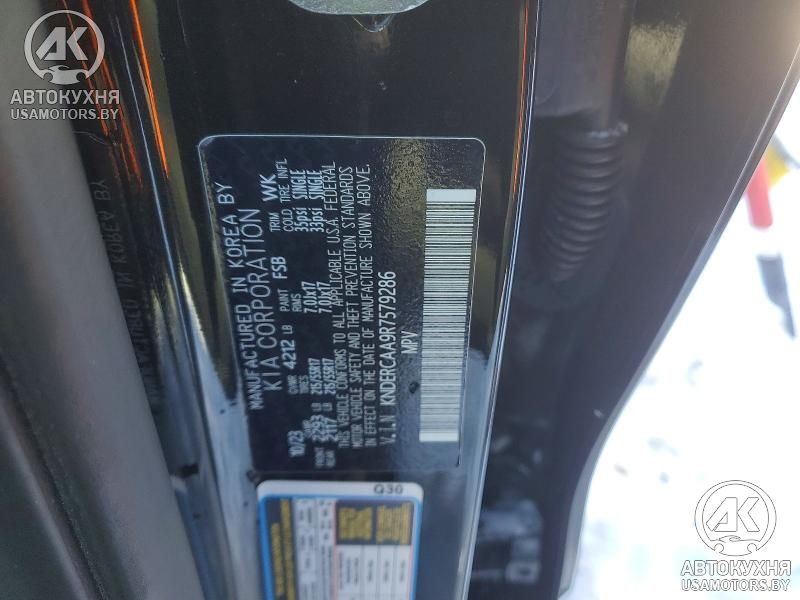 АК
АВТОКУХНЯ
USAMOTORS.BY
MANUFACTURED IN KOREA BY
KIA CORPORATION
10/23 GVWR 4212 LB PAINT FSB TRIM WK
GAWR TIRES RIMS COLD TIRE INFL
FRONT 2293 LB 215/55R17 7.0Jx17 35psi SINGLE
REAR 2117 LB 215/55R17 7.0Jx17 33psi SINGLE
THIS VEHICLE CONFORMS TO ALL APPLICABLE U.S.A. FEDERAL
MOTOR VEHICLE SAFETY AND THEFT PREVENTION STANDARDS
IN EFFECT ON THE DATE OF MANUFACTURE SHOWN ABOVE.
V.I.N KNDERCAA9R7579286
MPV
Q30
АК
АВТОКУХНЯ
USAMOTORS.BY